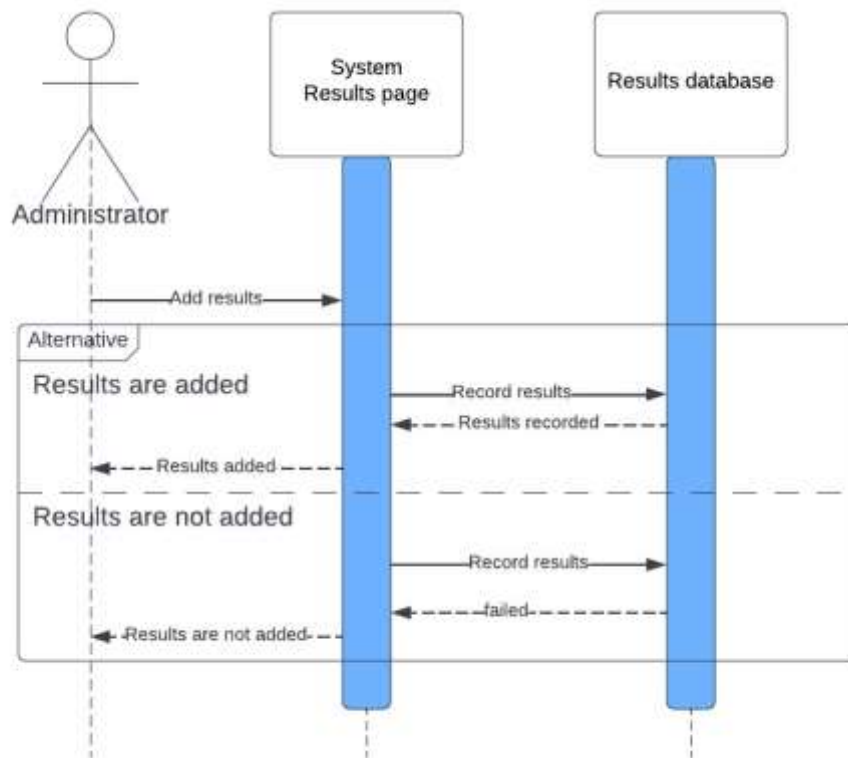 System
Results page
Results database
Administrator
Add results
Alternative
Results are added
Record results
Results recorded
Results added
Results are not added
Record results
failed
Results are not added